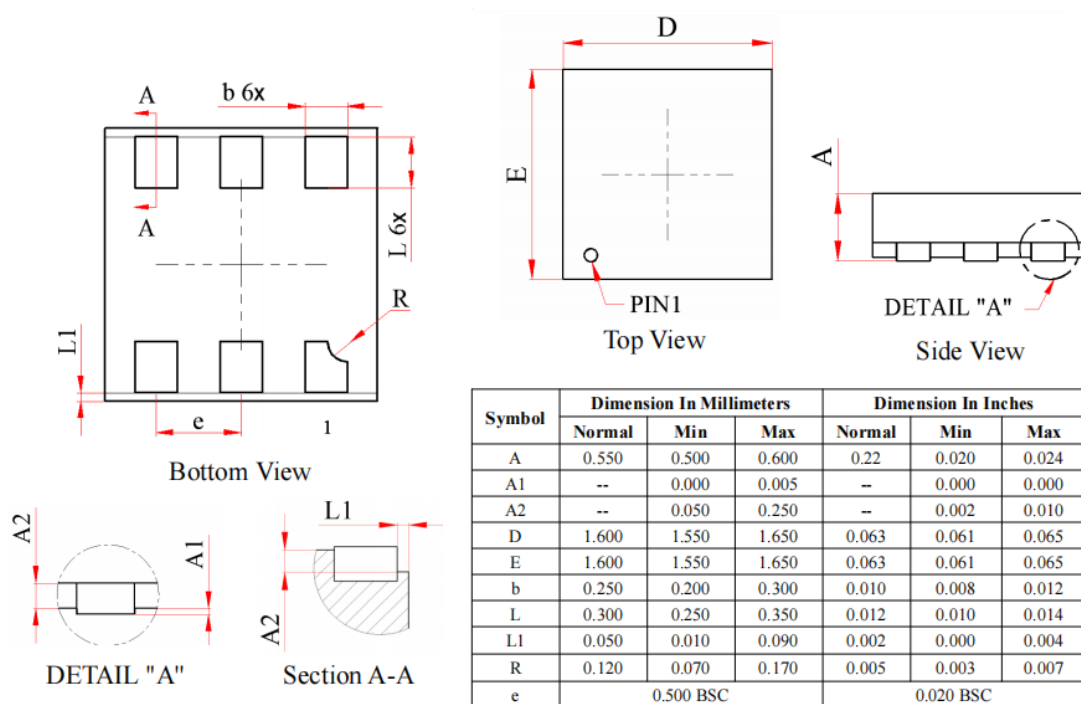 A
b 6x
A
L 6x
R
L1
e
1
Bottom View
D
E
PIN1
Top View
A
DETAIL "A"
Side View
A2
A1
DETAIL "A"
L1
A2
Section A-A
Symbol Dimension In Millimeters Dimension In Inches
Normal Min Max Normal Min Max
A 0.550 0.500 0.600 0.22 0.020 0.024
A1 -- 0.000 0.005 -- 0.000 0.000
A2 -- 0.050 0.250 -- 0.002 0.010
D 1.600 1.550 1.650 0.063 0.061 0.065
E 1.600 1.550 1.650 0.063 0.061 0.065
b 0.250 0.200 0.300 0.010 0.008 0.012
L 0.300 0.250 0.350 0.012 0.010 0.014
L1 0.050 0.010 0.090 0.002 0.000 0.004
R 0.120 0.070 0.170 0.005 0.003 0.007
e 0.500 BSC 0.020 BSC